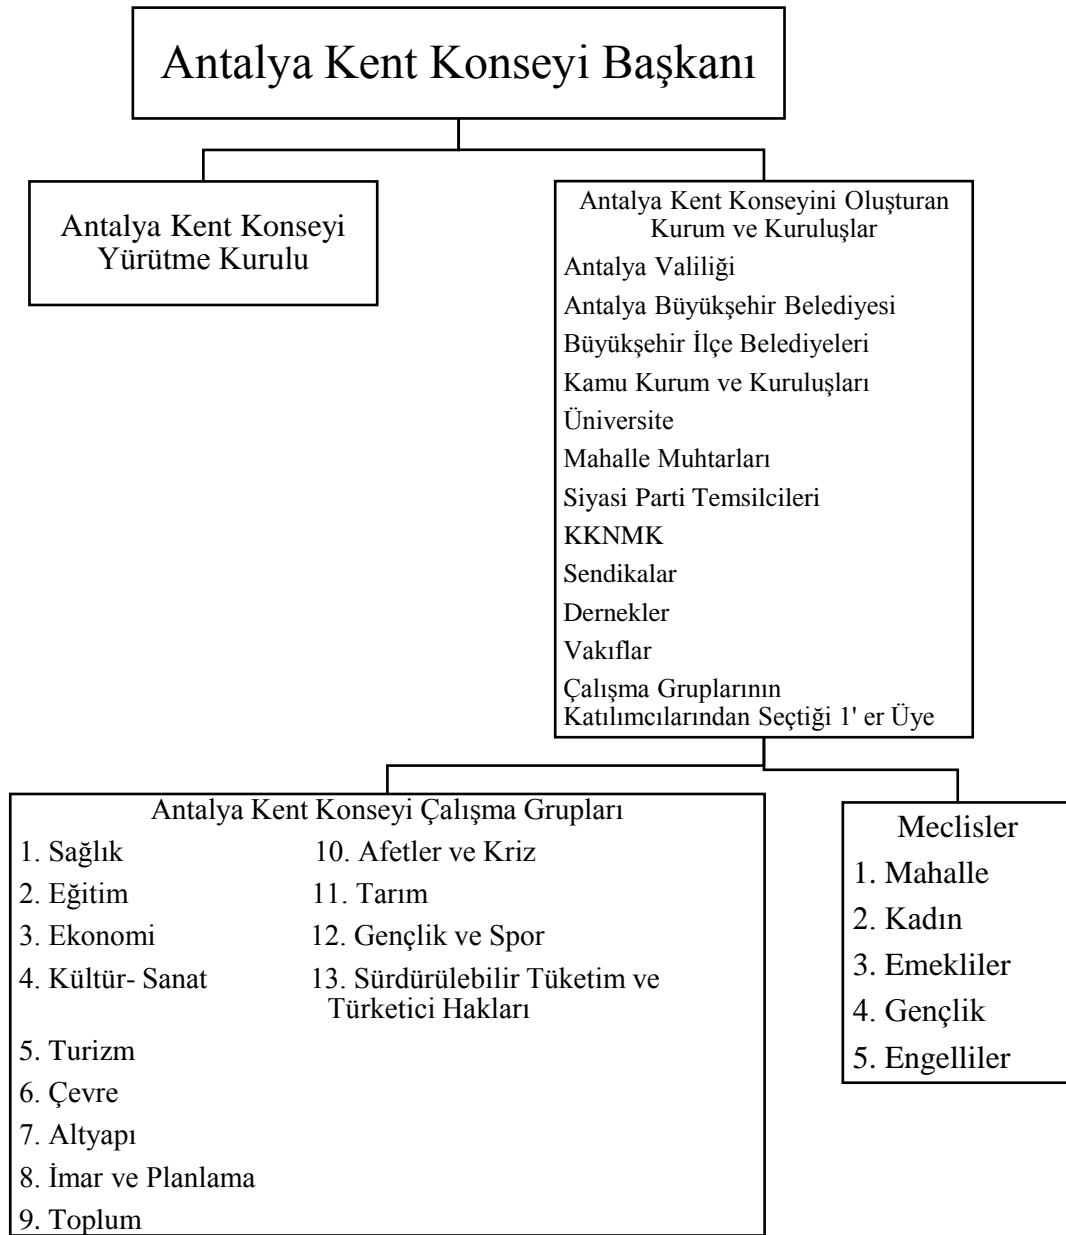 Antalya Kent Konseyi Başkanı
Antalya Kent Konseyi
Yürütme Kurulu
Antalya Kent Konseyini Oluşturan
Kurum ve Kuruluşlar
Antalya Valiliği
Antalya Büyükşehir Belediyesi
Büyükşehir İlçe Belediyeleri
Kamu Kurum ve Kuruluşları
Üniversite
Mahalle Muhtarları
Siyasi Parti Temsilcileri
KKNMK
Sendikalar
Dernekler
Vakıflar
Çalışma Gruplarının
Katılımcılarından Seçtiği 1' er Üye
Antalya Kent Konseyi Çalışma Grupları
1. Sağlık
2. Eğitim
3. Ekonomi
4. Kültür- Sanat
5. Turizm
6. Çevre
7. Altyapı
8. İmar ve Planlama
9. Toplum
10. Afetler ve Kriz
11. Tarım
12. Gençlik ve Spor
13. Sürdürülebilir Tüketim ve
Türketici Hakları
Meclisler
1. Mahalle
2. Kadın
3. Emekliler
4. Gençlik
5. Engelliler